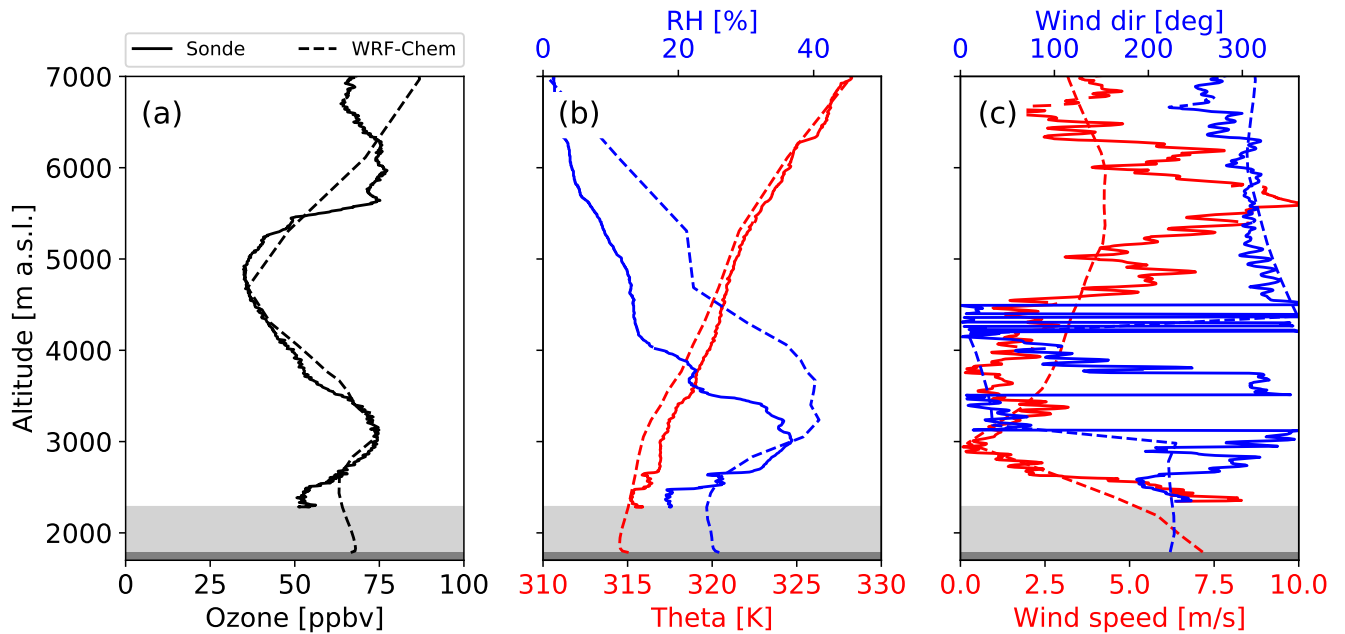 RH [%]
Wind dir [deg]
0 20 40
0 100 200 300
Sonde WRF-Chem
7000
6000
5000
4000
3000
2000
Altitude [m a.s.l.]
(a)
(b)
(c)
0 25 50 75 100
310 315 320 325 330
0.0 2.5 5.0 7.5 10.0
Ozone [ppbv]
Theta [K]
Wind speed [m/s]